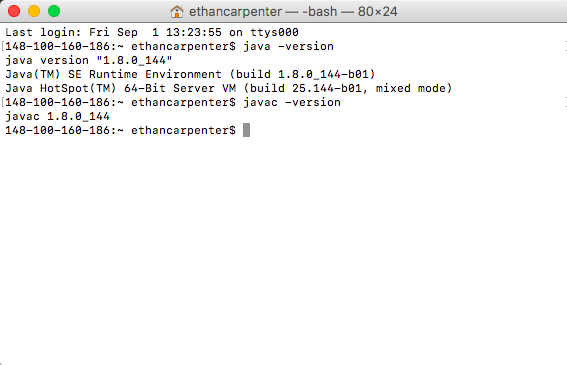 ethancarpenter — -bash — 80×24
Last login: Fri Sep  1 13:23:55 on ttys000
[148-100-160-186:~ ethancarpenter$ java -version
java version "1.8.0_144"
Java(TM) SE Runtime Environment (build 1.8.0_144-b01)
Java HotSpot(TM) 64-Bit Server VM (build 25.144-b01, mixed mode)
[148-100-160-186:~ ethancarpenter$ javac -version
javac 1.8.0_144
148-100-160-186:~ ethancarpenter$